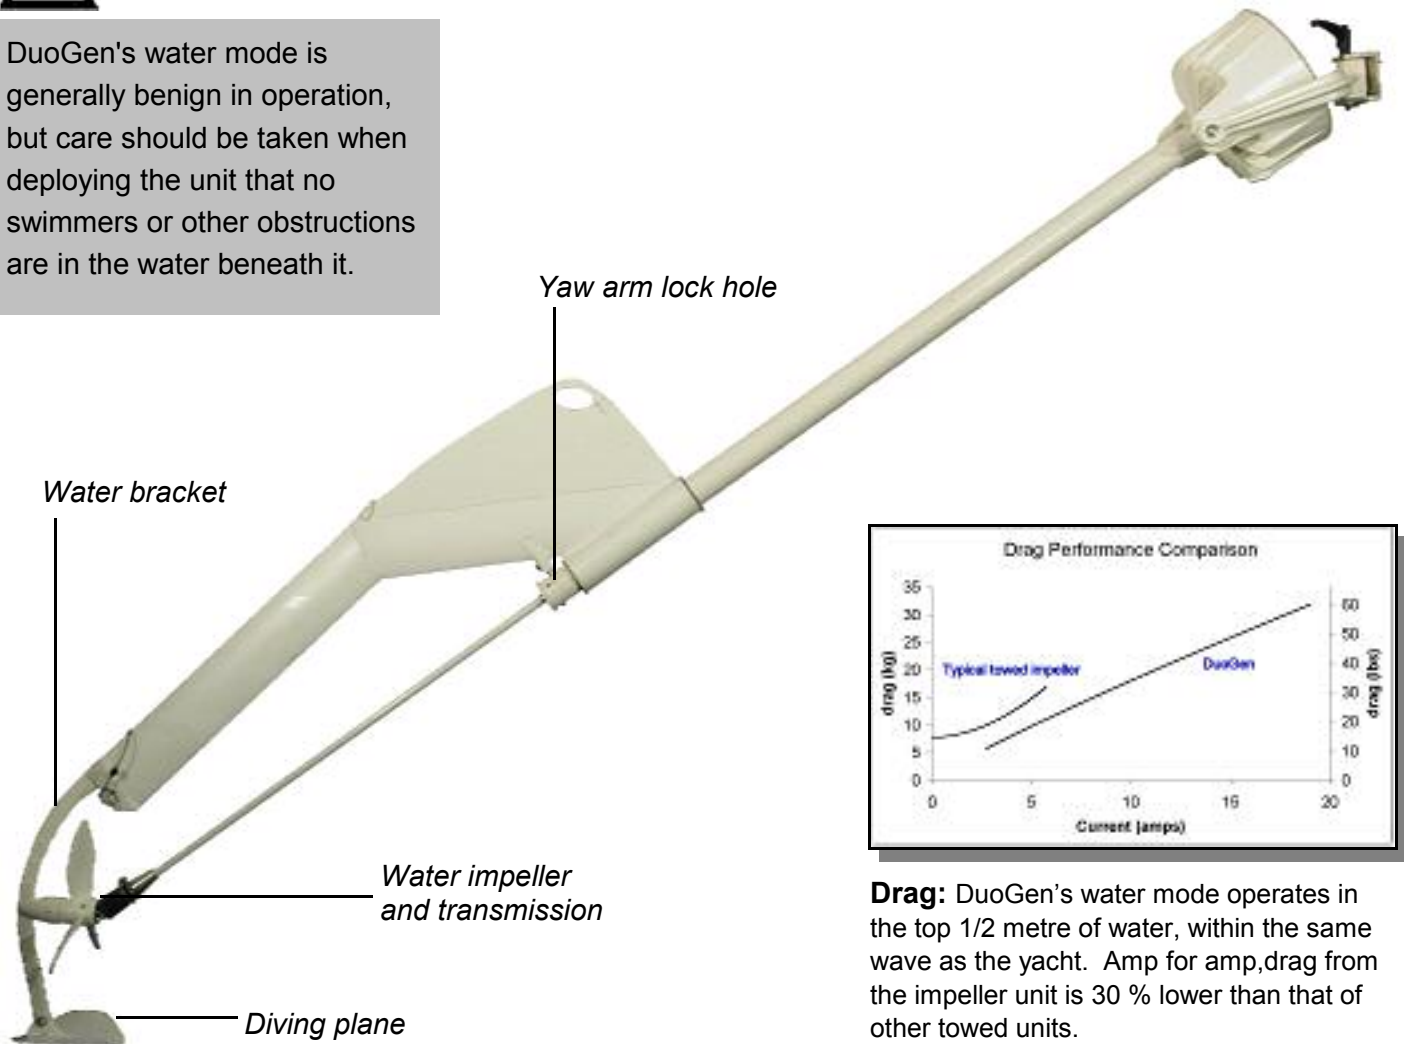 DuoGen's water mode is
generally benign in operation,
but care should be taken when
deploying the unit that no
swimmers or other obstructions
are in the water beneath it.
Yaw arm lock hole
Water bracket
Water impeller
and transmission
Diving plane
Drag Performance Comparison
35
30
25
20
15
10
5
0
drag (kg)
Typical towed impeller
DuoGen
60
50
40
30
20
10
0
drag (lbs)
0 5 10 15 20
Current (amps)
Drag: DuoGen’s water mode operates in
the top 1/2 metre of water, within the same
wave as the yacht. Amp for amp,drag from
the impeller unit is 30 % lower than that of
other towed units.